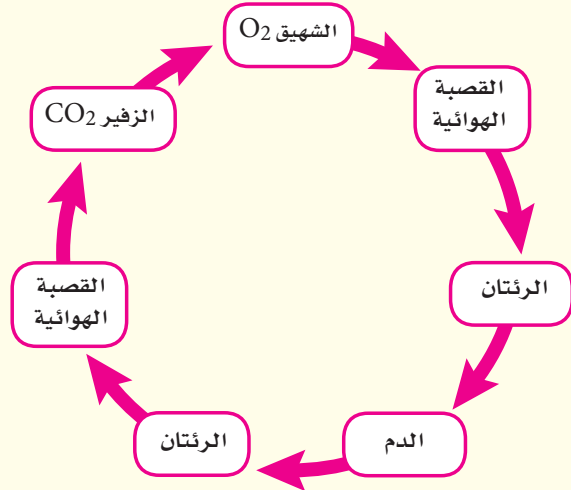 الشهيق O2
القصبة
الهوائية
الرئتان
الدم
الرئتان
القصبة
الهوائية
الزفير CO2